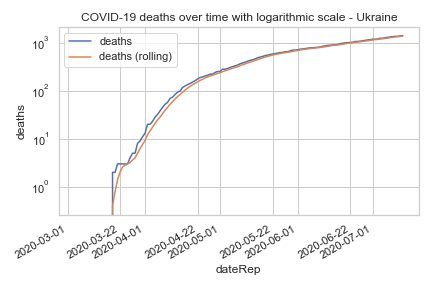 COVID-19 deaths over time with logarithmic scale - Ukraine
deaths
deaths (rolling)
10³
10²
10¹
10⁰
deaths
2020-03-01
2020-03-22
2020-04-01
2020-04-22
2020-05-01
2020-05-22
2020-06-01
2020-06-22
2020-07-01
dateRep